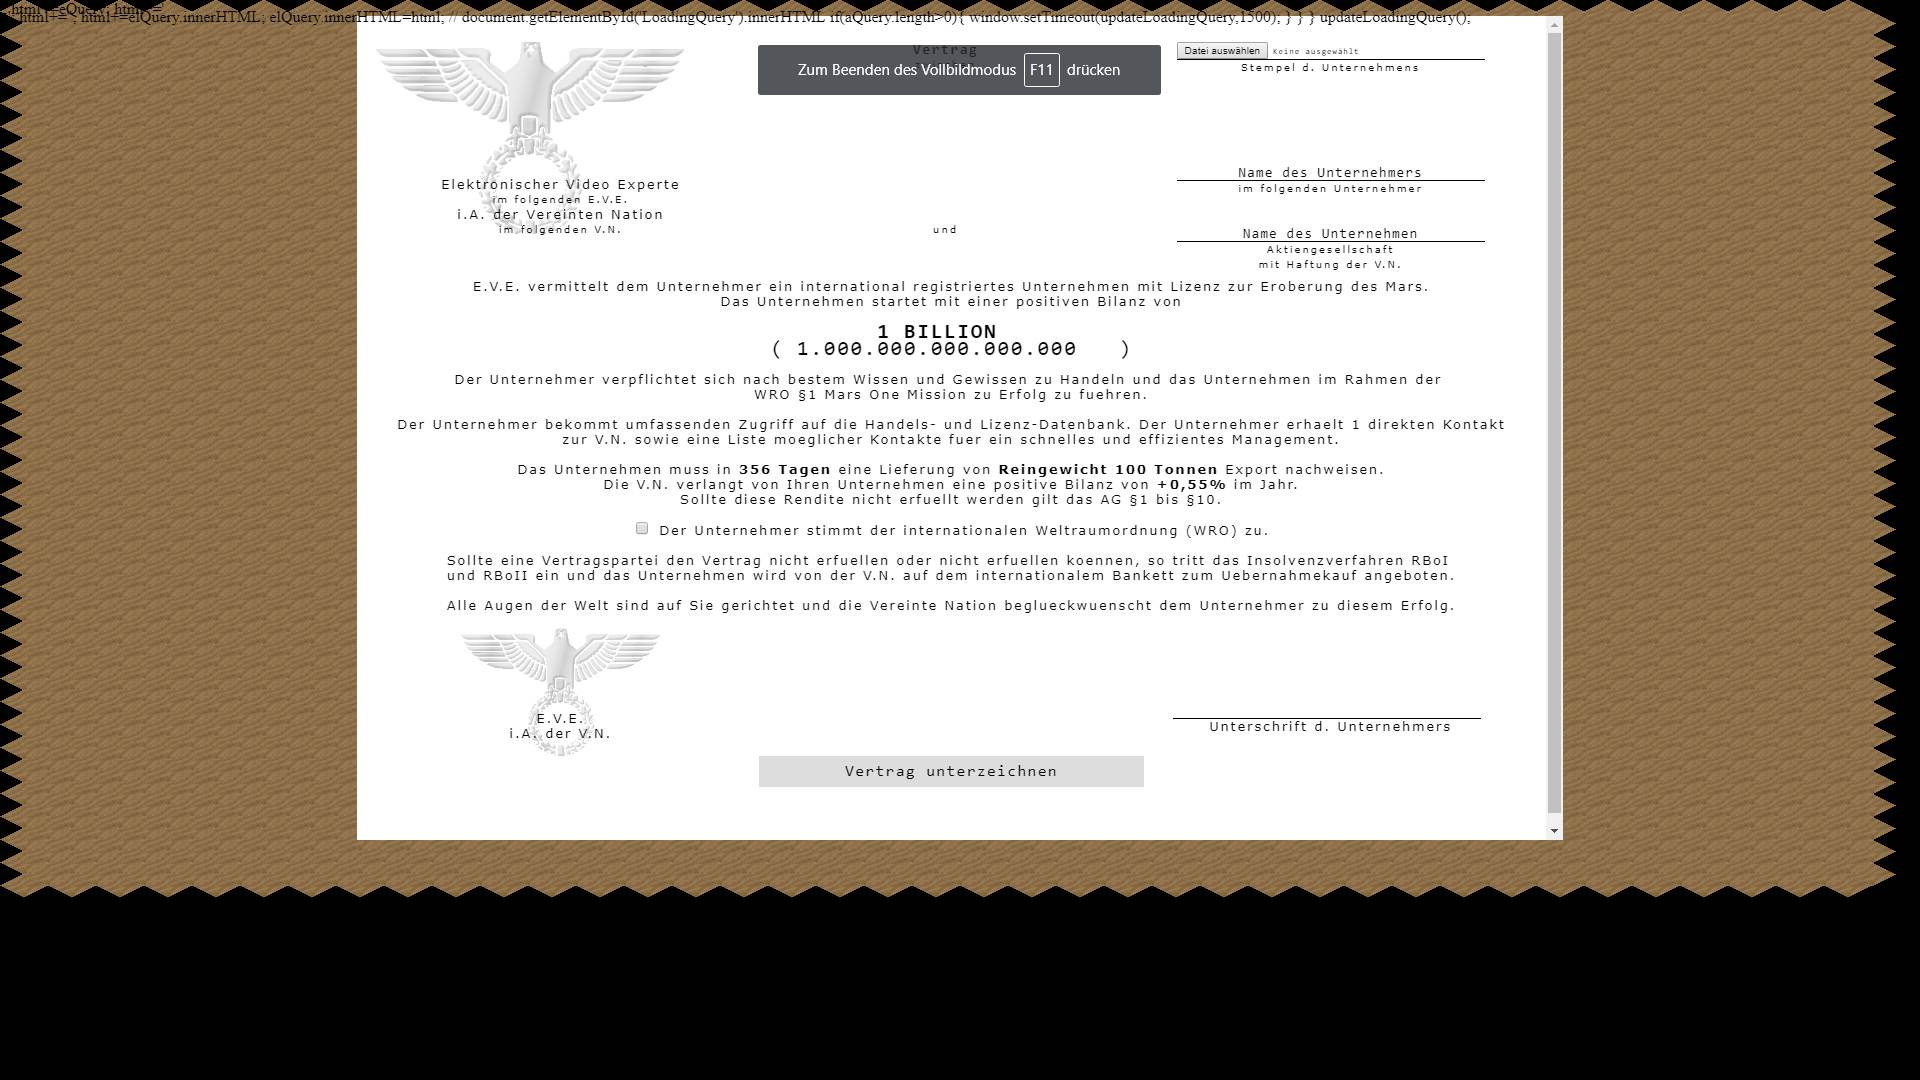 html+=eQuery; html+=
html+=''; html+=elQuery.innerHTML; elQuery.innerHTML=html; // document.getElementById('LoadingQuery').innerHTML if(aQuery.length>0){ window.setTimeout(updateLoadingQuery,1500); } } } updateLoadingQuery();
Vertrag
Zum Beenden des Vollbildmodus F11 drücken
Datei auswählen Keine ausgewählt
Stempel d. Unternehmens
Name des Unternehmers
im folgenden Unternehmer
Elektronischer Video Experte
im folgenden E.V.E.
i.A. der Vereinten Nation
im folgenden V.N.
und
Name des Unternehmen
Aktiengesellschaft
mit Haftung der V.N.
E.V.E. vermittelt dem Unternehmer ein international registriertes Unternehmen mit Lizenz zur Eroberung des Mars.
Das Unternehmen startet mit einer positiven Bilanz von
1 BILLION
( 1.000.000.000.000.000 )
Der Unternehmer verpflichtet sich nach bestem Wissen und Gewissen zu Handeln und das Unternehmen im Rahmen der
WRO §1 Mars One Mission zu Erfolg zu fuehren.
Der Unternehmer bekommt umfassenden Zugriff auf die Handels- und Lizenz-Datenbank. Der Unternehmer erhaelt 1 direkten Kontakt
zur V.N. sowie eine Liste moeglicher Kontakte fuer ein schnelles und effizientes Management.
Das Unternehmen muss in 356 Tagen eine Lieferung von Reingewicht 100 Tonnen Export nachweisen.
Die V.N. verlangt von Ihren Unternehmen eine positive Bilanz von +0,55% im Jahr.
Sollte diese Rendite nicht erfuellt werden gilt das AG §1 bis §10.
Der Unternehmer stimmt der internationalen Weltraumordnung (WRO) zu.
Sollte eine Vertragspartei den Vertrag nicht erfuellen oder nicht erfuellen koennen, so tritt das Insolvenzverfahren RBoI
und RBoII ein und das Unternehmen wird von der V.N. auf dem internationalem Bankett zum Uebernahmekauf angeboten.
Alle Augen der Welt sind auf Sie gerichtet und die Vereinte Nation beglueckwuenscht dem Unternehmer zu diesem Erfolg.
E.V.E.
i.A. der V.N.
Unterschrift d. Unternehmers
Vertrag unterzeichnen